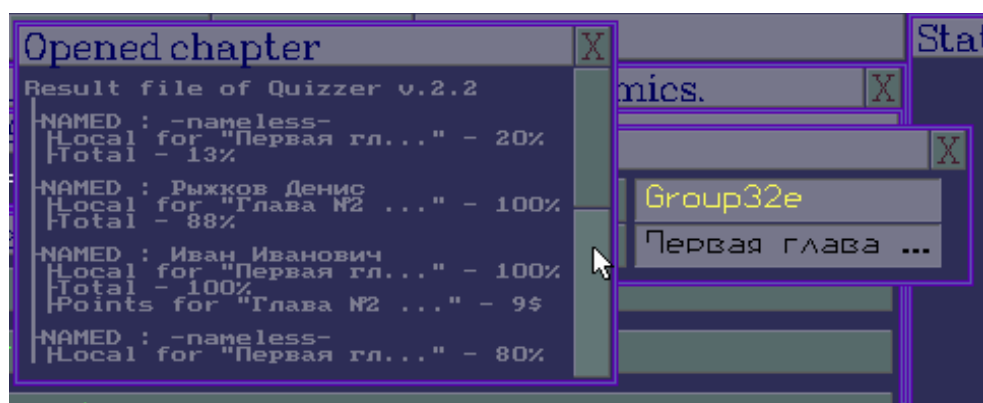 Opened chapter
X
Result file of Quizzer v.2.2
NAMED : -nameless-
Local for "Первая гл..." - 20%
Total - 13%
NAMED : Рыжков Денис
Local for "Глава №2 ..." - 100%
Total - 88%
NAMED : Иван Иванович
Local for "Первая гл..." - 100%
Total - 100%
Points for "Глава №2 ..." - 9$
NAMED : -nameless-
Local for "Первая гл..." - 80%
mics.
X
X
Group32e
Первая глава ...
Stat